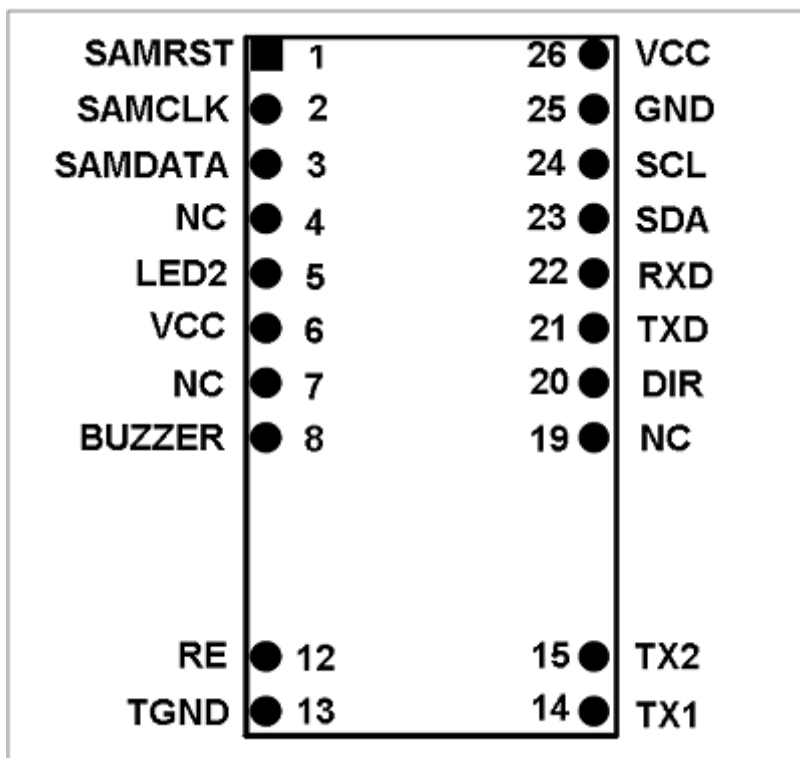 SAMRST 1 26 VCC
SAMCLK 2 25 GND
SAMDATA 3 24 SCL
NC 4 23 SDA
LED2 5 22 RXD
VCC 6 21 TXD
NC 7 20 DIR
BUZZER 8 19 NC
RE 12 15 TX2
TGND 13 14 TX1